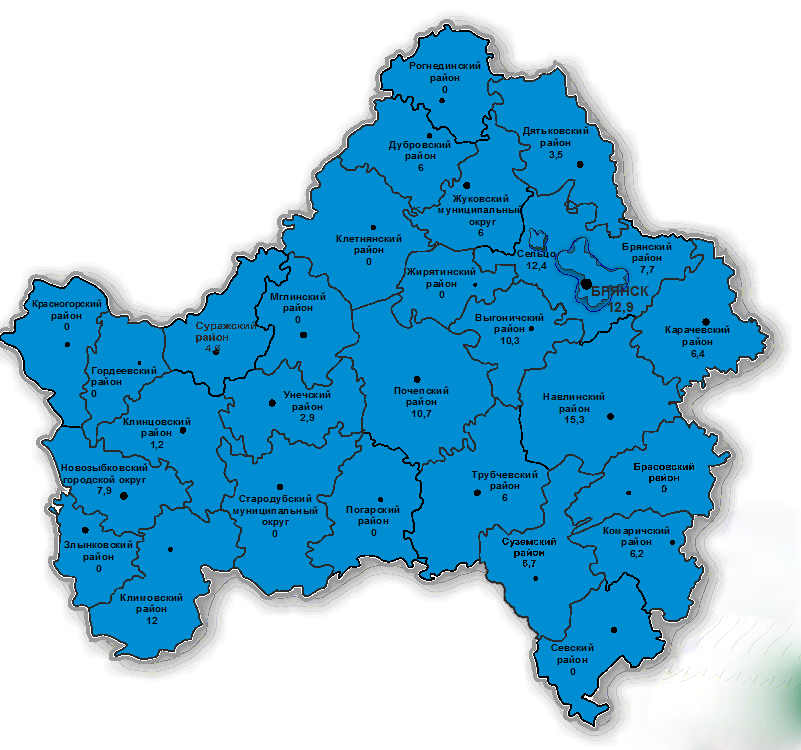 Рогнединский
район
0
Дятьковский
район
3,5
Дубровский
район
6
Жуковский
муниципальный
округ
6
Клетнянский
район
0
Сельцо
12,4
Брянский
район
7,7
Жирятинский
район
0
БРЯНСК
12,9
Мглинский
район
0
Красногорский
район
0
Суражский
район
Выгоничский
район
10,3
Карачевский
район
6,4
Гордеевский
район
0
Унечский
район
2,9
Почепский
район
10,7
Навлинский
район
15,3
Клинцовский
район
1,2
Новозыбковский
городской округ
7,9
Стародубский
муниципальный
округ
0
Погарский
район
0
Трубчевский
район
6
Брасовский
район
0
Злынковский
район
0
Суземский
район
8,7
Комаричский
район
6,2
Климовский
район
12
Севский
район
0